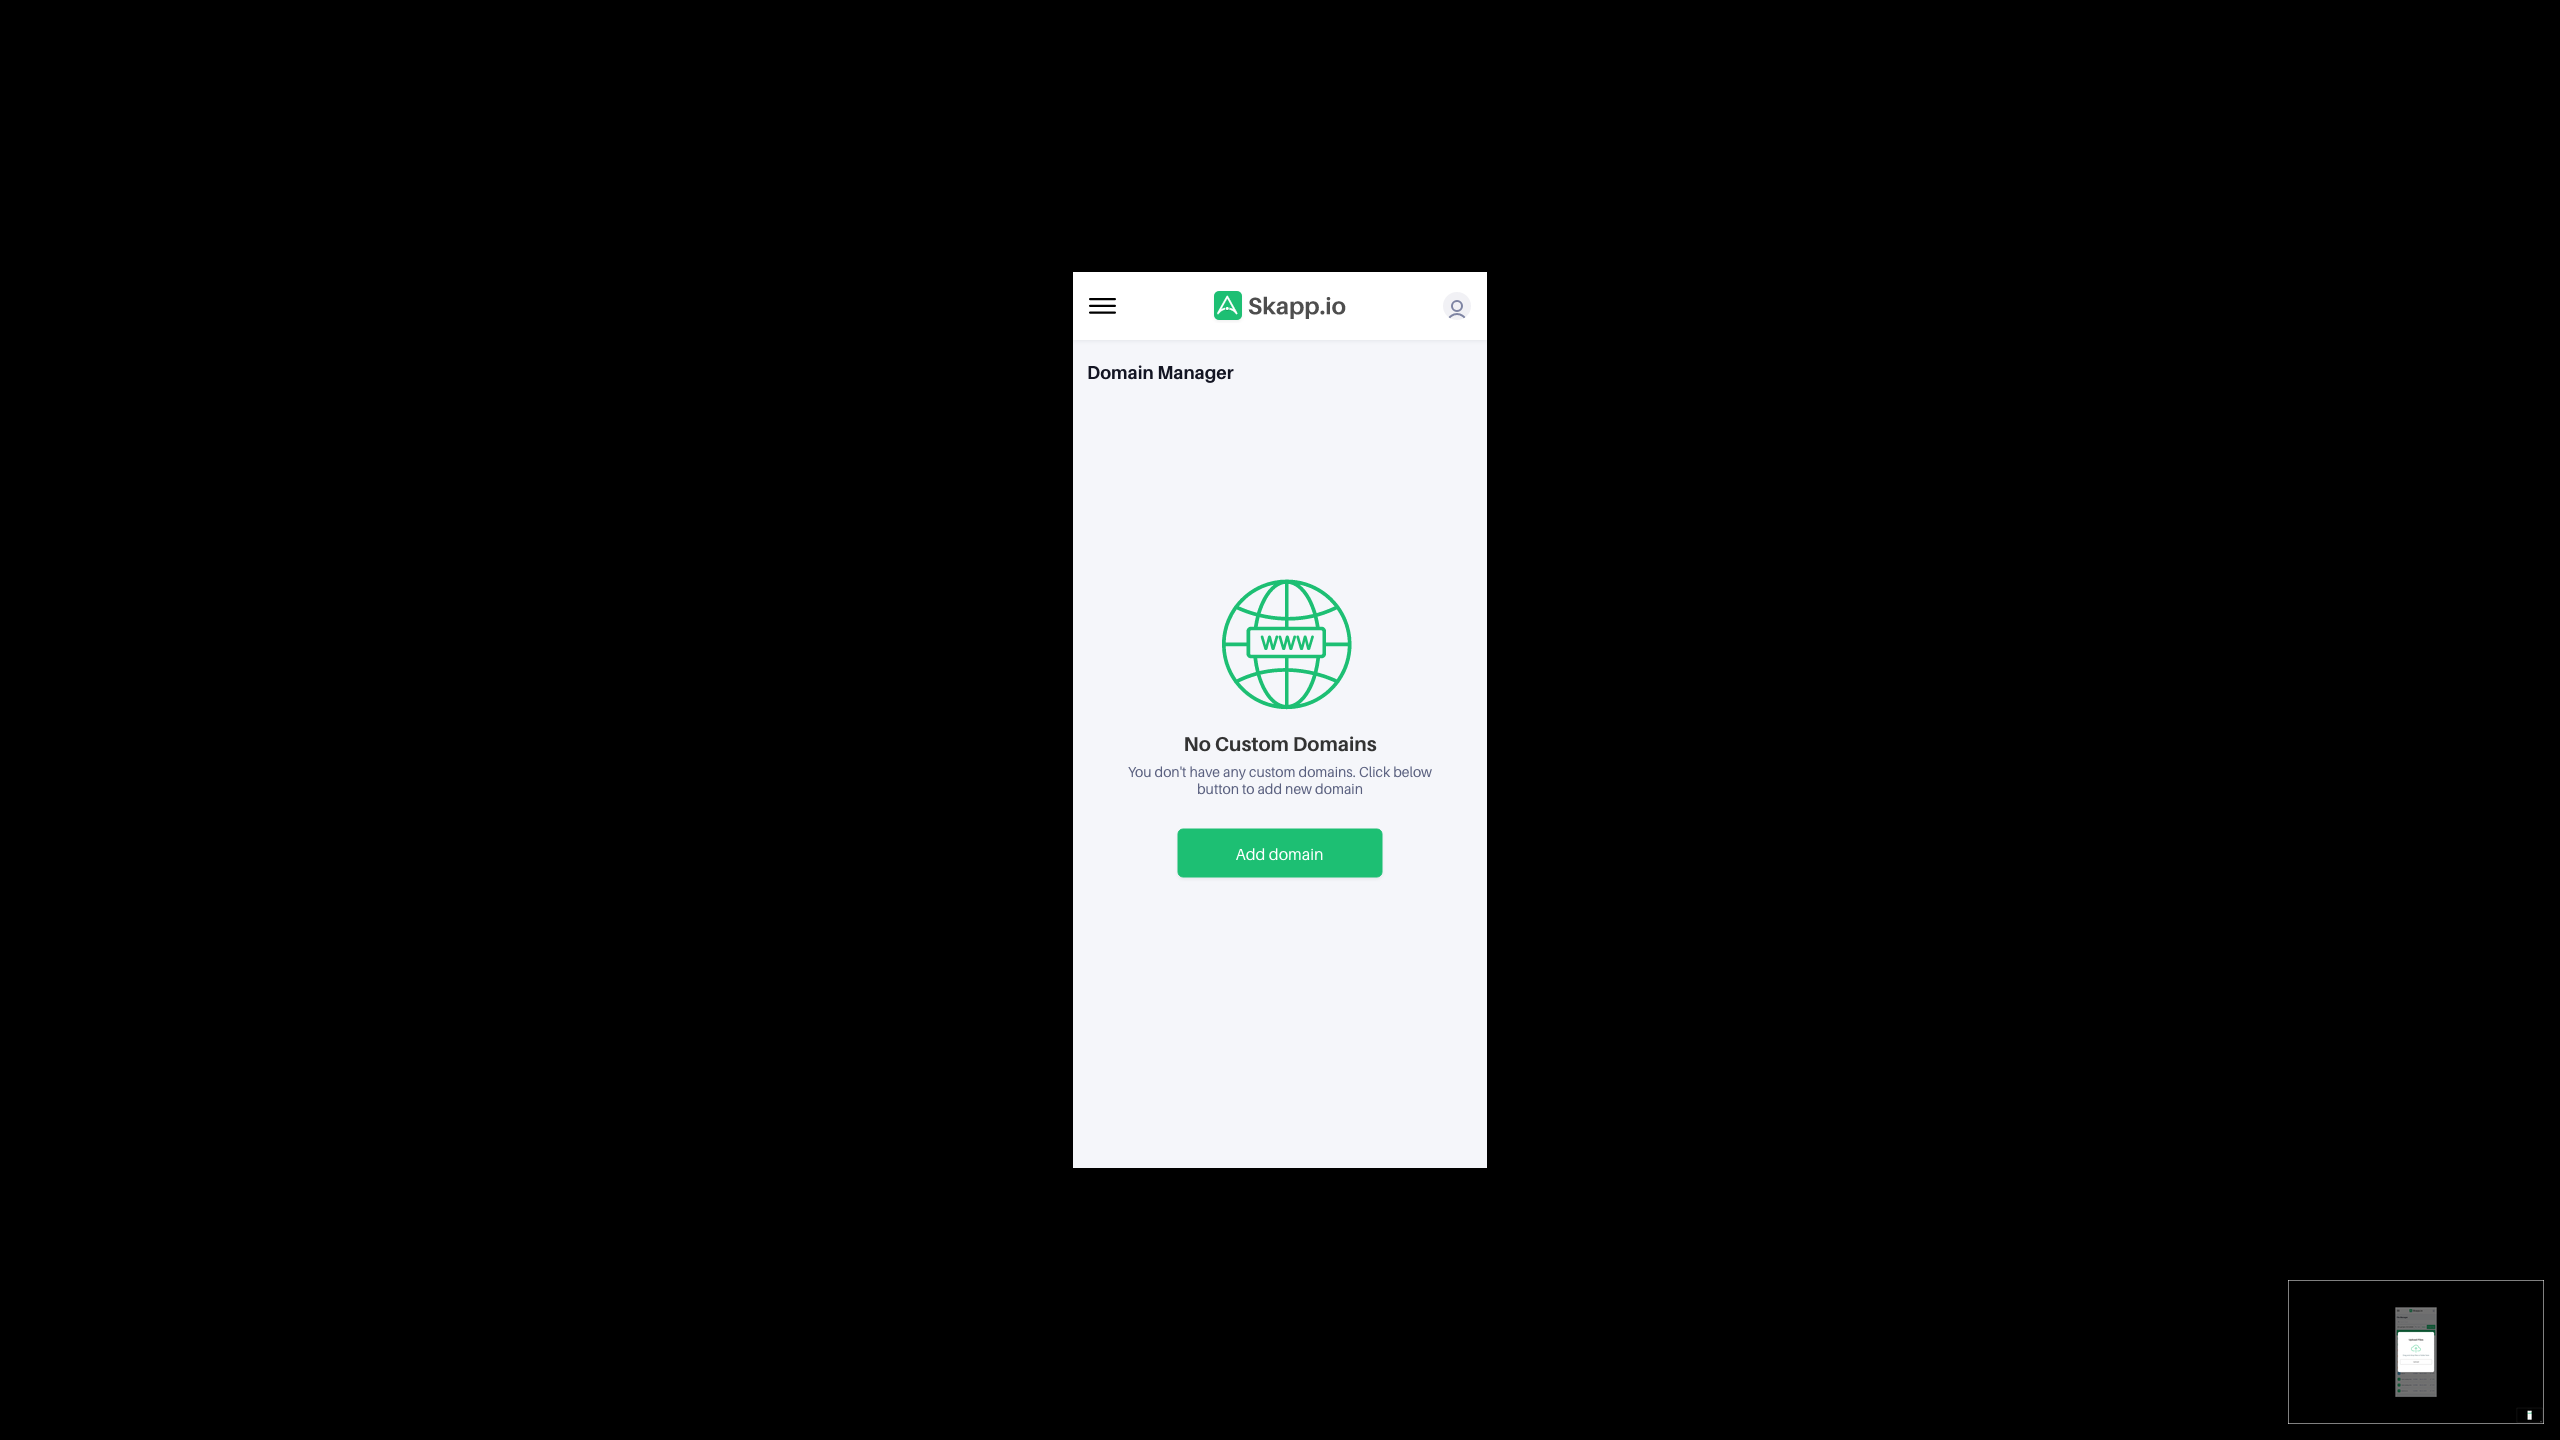 Skapp.io
Domain Manager
WWW
No Custom Domains
You don't have any custom domains. Click below
button to add new domain
Add domain